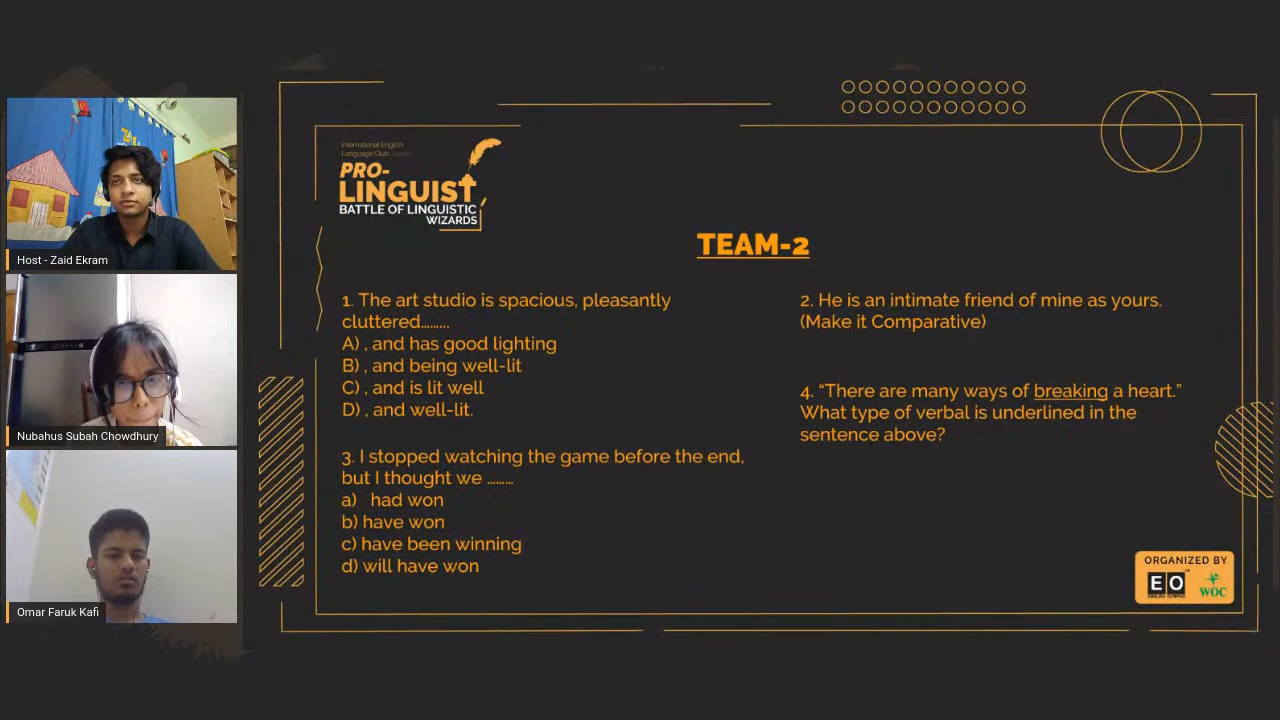 Host - Zaid Ekram
Nubahus Subah Chowdhury
Omar Faruk Kafi
International English
Language Club
PRO-
LINGUIST
BATTLE OF LINGUISTIC
WIZARDS
TEAM-2
1. The art studio is spacious, pleasantly
cluttered.........
A) , and has good lighting
B) , and being well-lit
C) , and is lit well
D) , and well-lit.
3. I stopped watching the game before the end,
but I thought we .........
a) had won
b) have won
c) have been winning
d) will have won
2. He is an intimate friend of mine as yours.
(Make it Comparative)
4. “There are many ways of breaking a heart.”
What type of verbal is underlined in the
sentence above?
ORGANIZED BY
EO
WOC